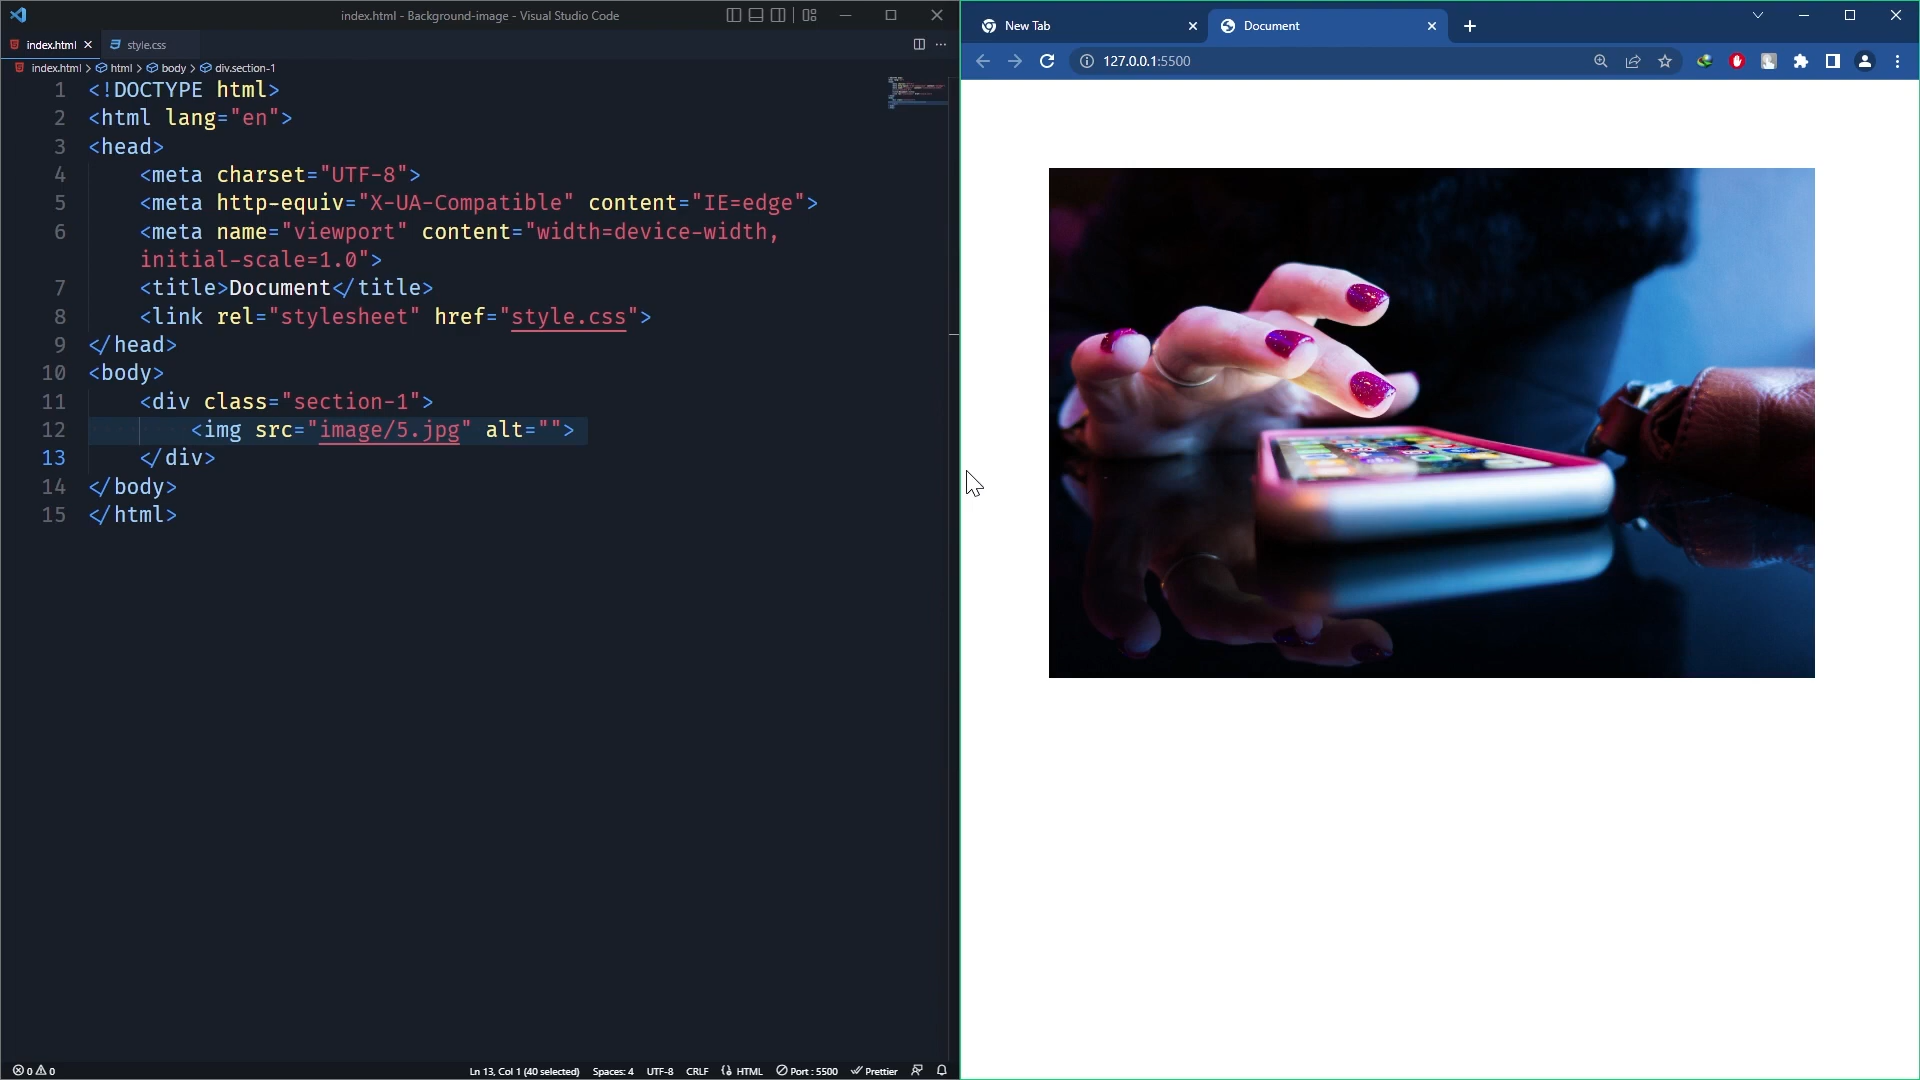 index.html - Background-image - Visual Studio Code
index.html
style.css
index.html > html > body > div.section-1
1 <!DOCTYPE html>
2 <html lang="en">
3 <head>
4 <meta charset="UTF-8">
5 <meta http-equiv="X-UA-Compatible" content="IE=edge">
6 <meta name="viewport" content="width=device-width,
initial-scale=1.0">
7 <title>Document</title>
8 <link rel="stylesheet" href="style.css">
9 </head>
10 <body>
11 <div class="section-1">
12 <img src="image/5.jpg" alt="">
13 </div>
14 </body>
15 </html>
0 0
Ln 13, Col 1 (40 selected) Spaces: 4 UTF-8 CRLF HTML Port : 5500 Prettier
New Tab
Document
127.0.0.1:5500